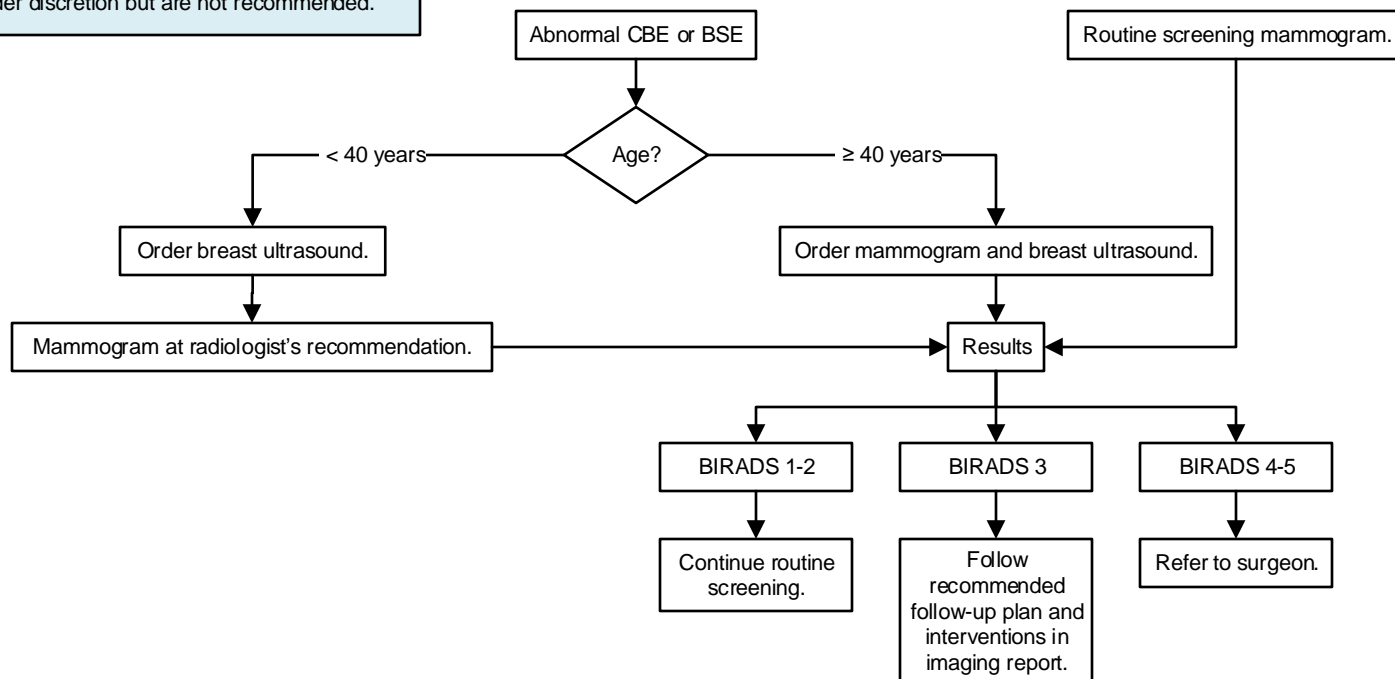 der discretion but are not recommended.
Abnormal CBE or BSE
Routine screening mammogram.
Age?
< 40 years
≥ 40 years
Order breast ultrasound.
Order mammogram and breast ultrasound.
Mammogram at radiologist’s recommendation.
Results
BIRADS 1-2
BIRADS 3
BIRADS 4-5
Continue routine
screening.
Follow
recommended
follow-up plan and
interventions in
imaging report.
Refer to surgeon.